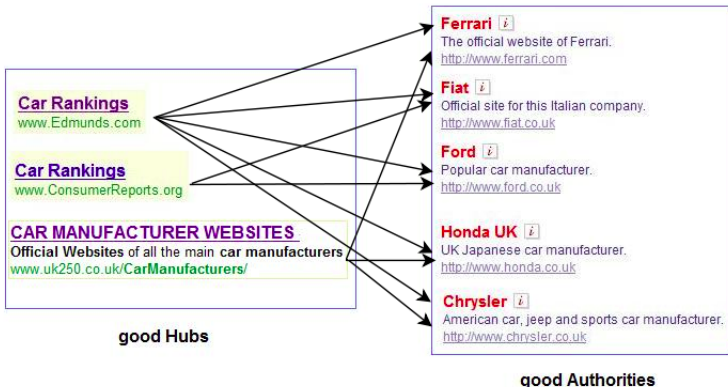 Car Rankings
www.Edmunds.com
Car Rankings
www.ConsumerReports.org
CAR MANUFACTURER WEBSITES
Official Websites of all the main car manufacturers
www.uk250.co.uk/CarManufacturers/
good Hubs
Ferrari i
The official website of Ferrari.
http://www.ferrari.com
Fiat i
Official site for this Italian company.
http://www.fiat.co.uk
Ford i
Popular car manufacturer.
http://www.ford.co.uk
Honda UK i
UK Japanese car manufacturer.
http://www.honda.co.uk
Chrysler i
American car, jeep and sports car manufacturer.
http://www.chrysler.co.uk
good Authorities